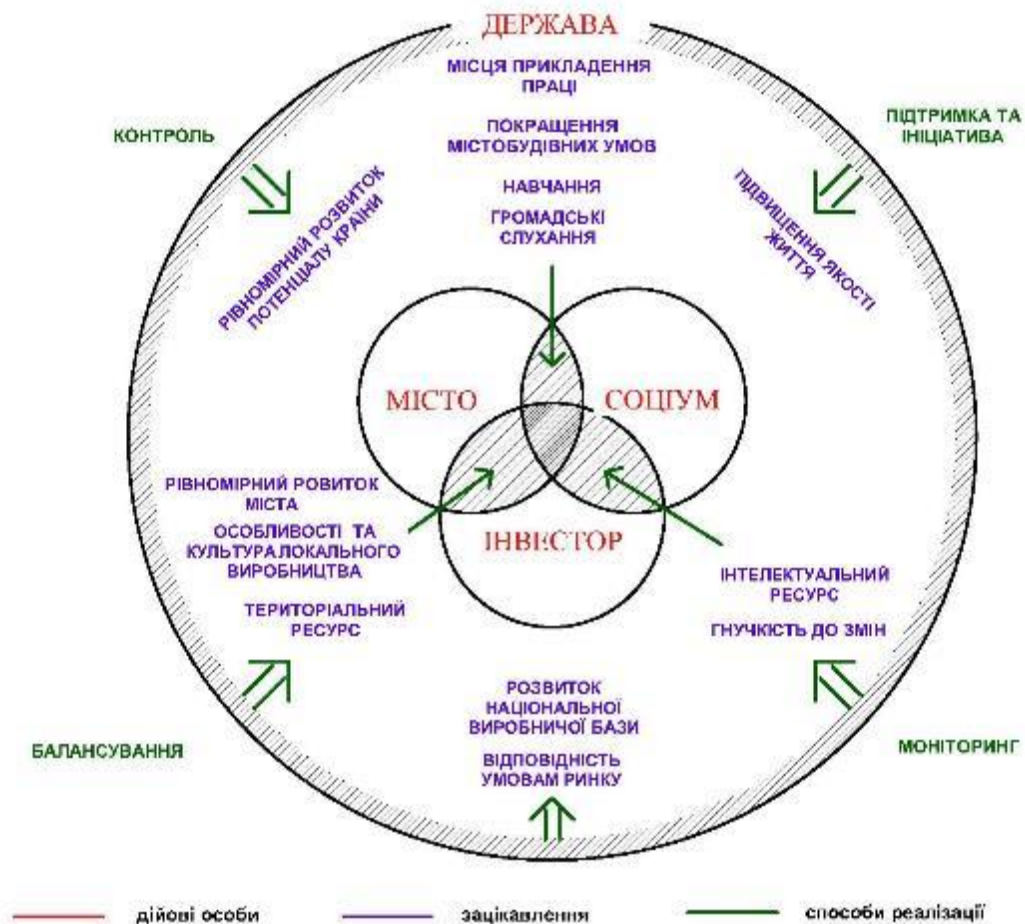 ДЕРЖАВА
МІСЦЯ ПРИКЛАДЕННЯ
ПРАЦІ
КОНТРОЛЬ
ПІДТРИМКА ТА
ІНІЦІАТИВА
ПОКРАЩЕННЯ
МІСТОБУДІВНИХ УМОВ
НАВЧАННЯ
ГРОМАДСЬКІ
СЛУХАННЯ
РІВНОМІРНИЙ РОЗВИТОК
ПОТЕНЦІАЛУ КРАЇНИ
ПІДВИЩЕННЯ ЯКОСТІ
ЖИТТЯ
МІСТО
СОЦІУМ
ІНВЕСТОР
РІВНОМІРНИЙ РОВИТОК
МІСТА
ОСОБЛИВОСТІ ТА
КУЛЬТУРА ЛОКАЛЬНОГО
ВИРОБНИЦТВА
ТЕРИТОРІАЛЬНИЙ
РЕСУРС
ІНТЕЛЕКТУАЛЬНИЙ
РЕСУРС
ГНУЧКІСТЬ ДО ЗМІН
РОЗВИТОК
НАЦІОНАЛЬНОЇ
ВИРОБНИЧОЇ БАЗИ
ВІДПОВІДНІСТЬ
УМОВАМ РИНКУ
БАЛАНСУВАННЯ
МОНІТОРИНГ
дійові особи
зацікавлення
способи реалізації